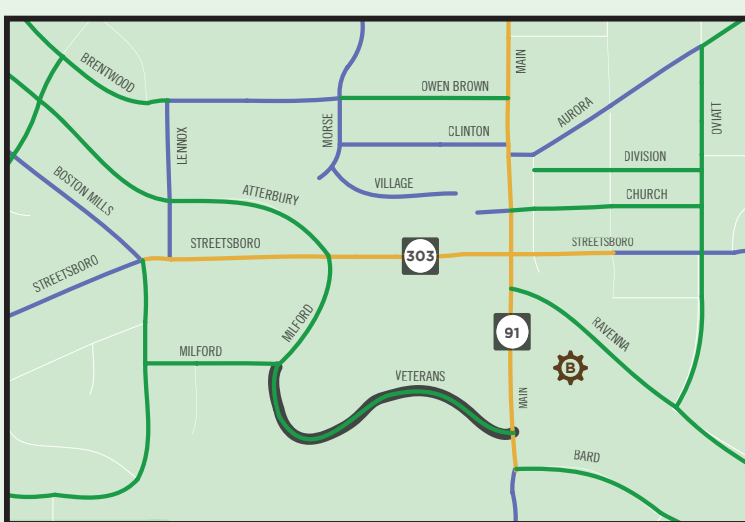 MAIN
BRENTWOOD
OWEN BROWN
AURORA
OVIATT
LENNOX
MORSE
CLINTON
DIVISION
BOSTON MILLS
ATTERBURY
VILLAGE
CHURCH
STREETSBORO
STREETSBORO
303
STREETSBORO
MILFORD
91
RAVENNA
MILFORD
VETERANS
B
MAIN
BARD